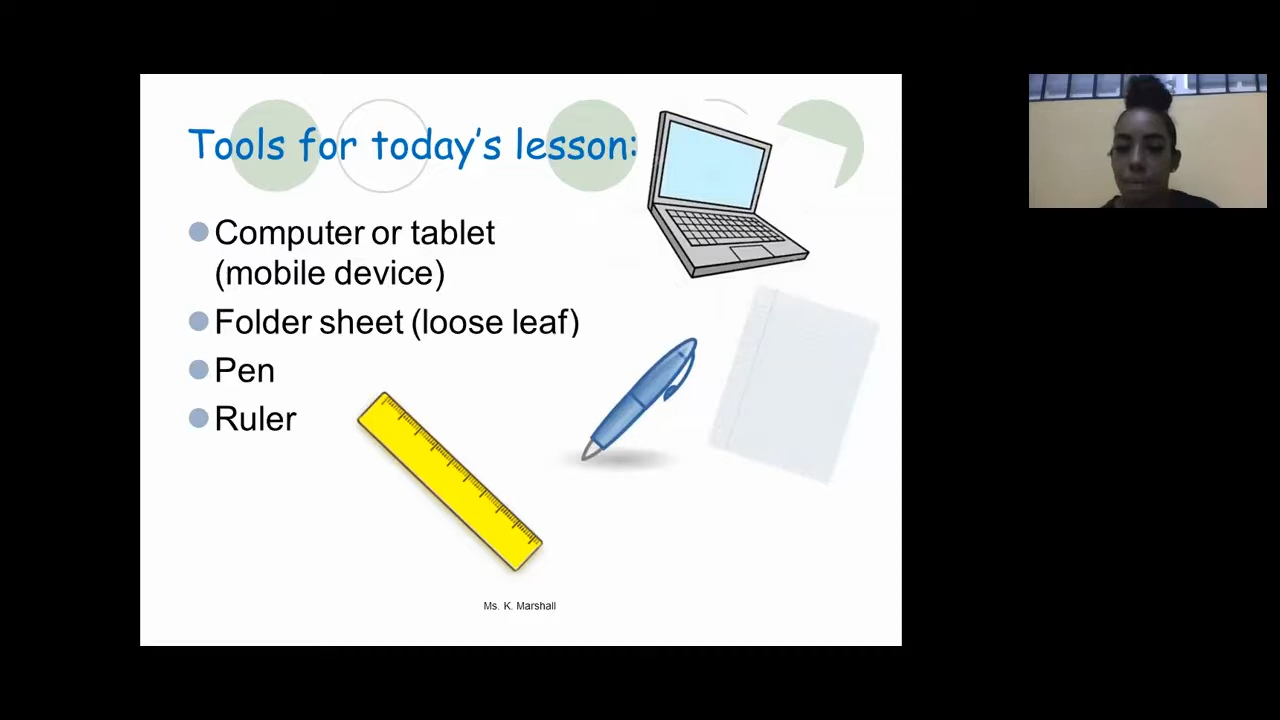 Tools for today's lesson:
Computer or tablet
(mobile device)
Folder sheet (loose leaf)
Pen
Ruler
Ms. K. Marshall